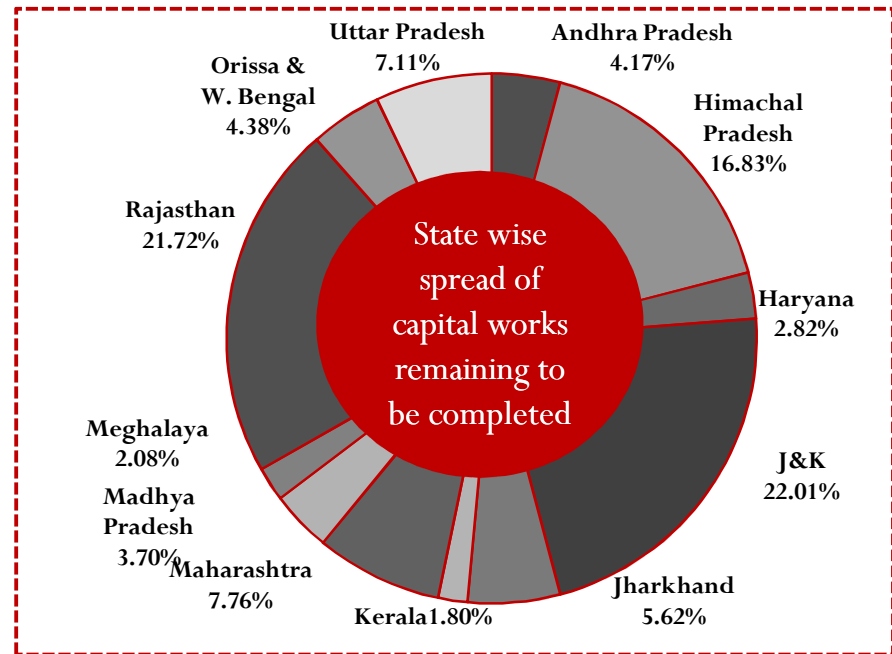 Uttar Pradesh
7.11%
Andhra Pradesh
4.17%
Orissa &
W. Bengal
4.38%
Himachal
Pradesh
16.83%
Rajasthan
21.72%
State wise
spread of
capital works
remaining to
be completed
Haryana
2.82%
Meghalaya
2.08%
J&K
22.01%
Madhya
Pradesh
3.70%
Maharashtra
7.76%
Kerala1.80%
Jharkhand
5.62%